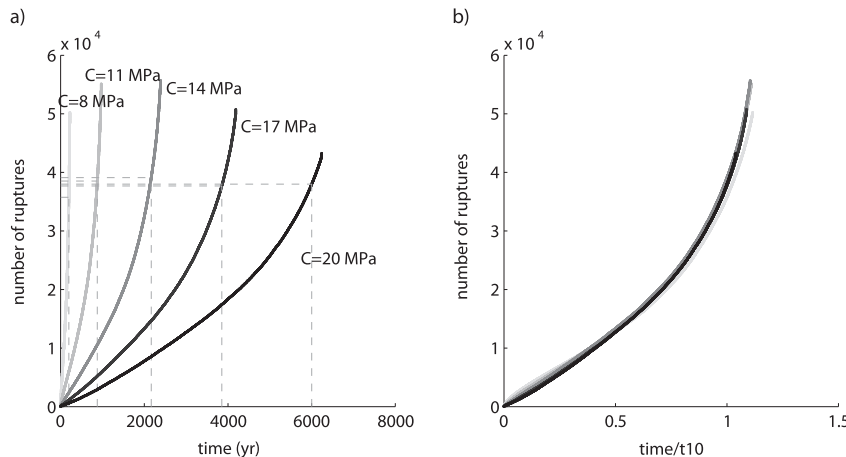 a)
x 10 4
6
5
4
3
2
1
0
number of ruptures
C=8 MPa
C=11 MPa
C=14 MPa
C=17 MPa
C=20 MPa
0 2000 4000 6000 8000
time (yr)
b)
x 10 4
6
5
4
3
2
1
0
number of ruptures
0 0.5 1 1.5
time/t10